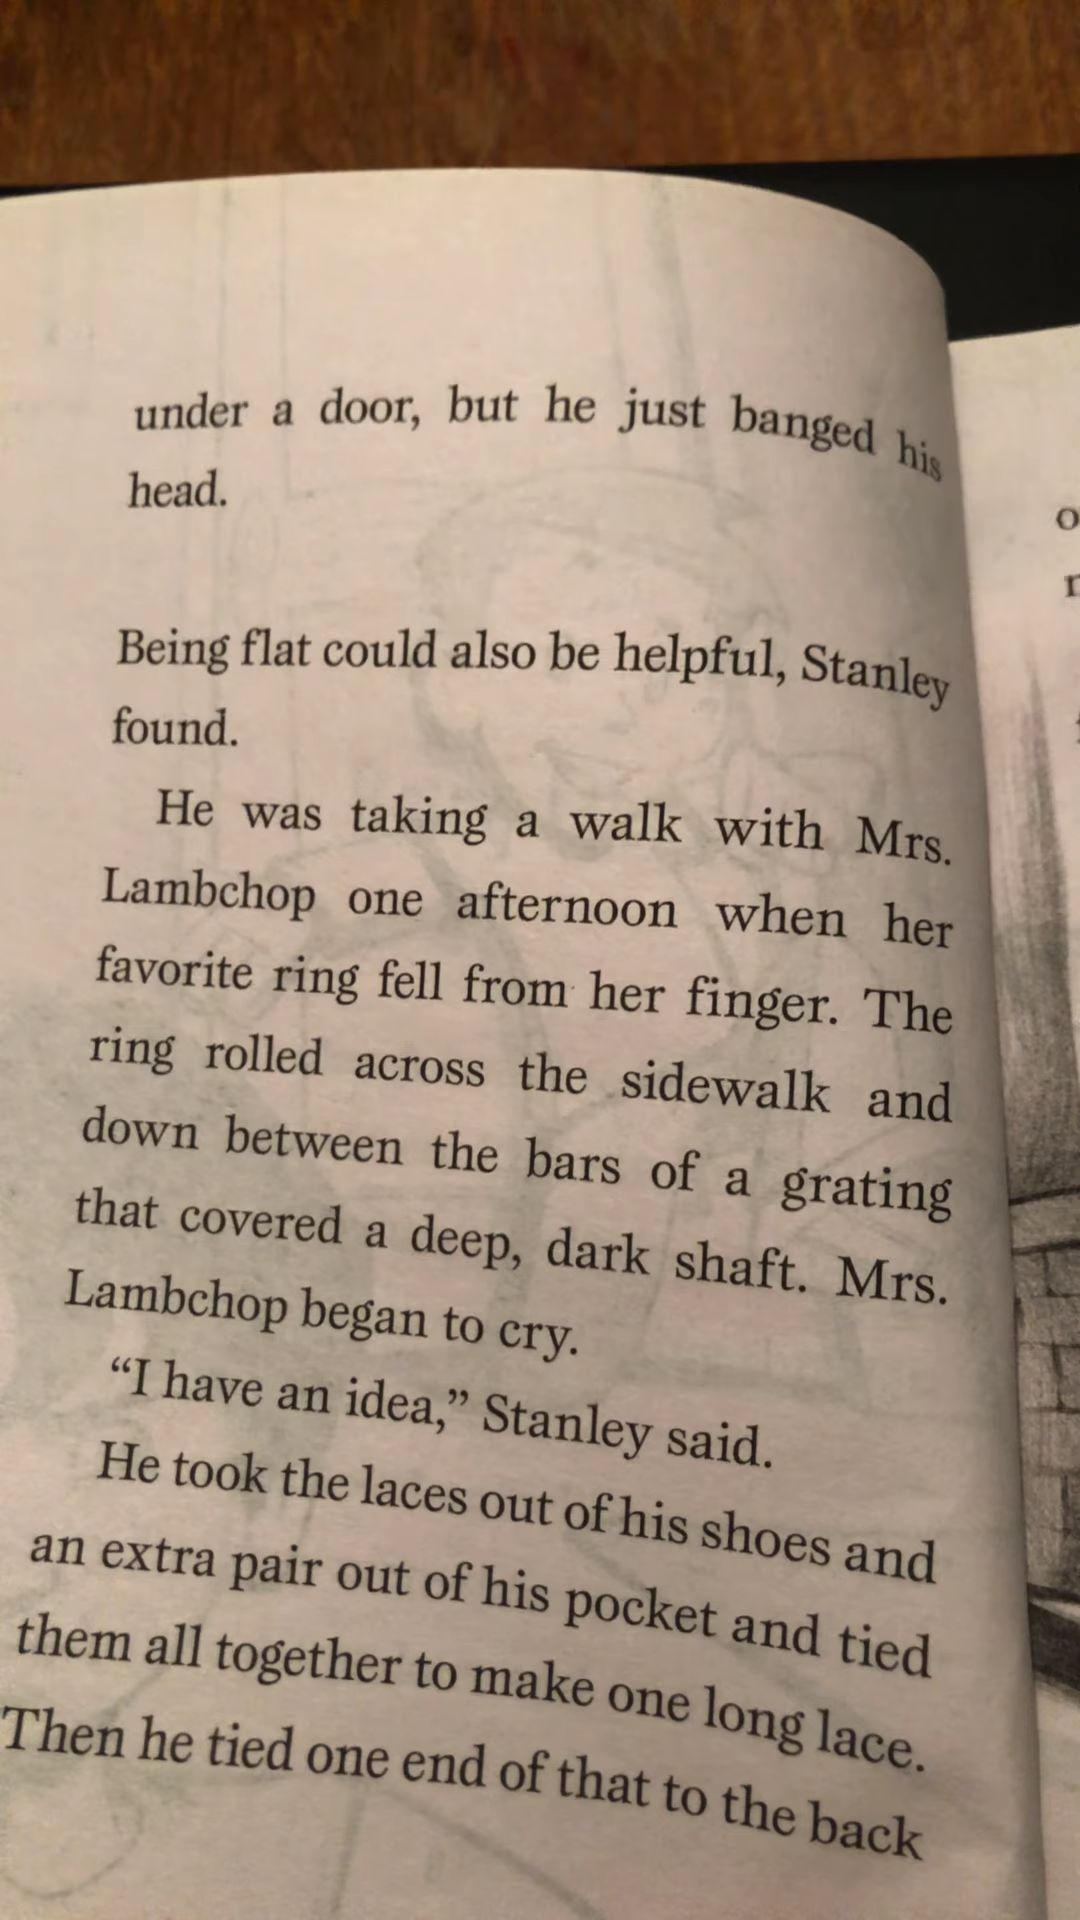 under a door, but he just banged his
head.
Being flat could also be helpful, Stanley
found.
He was taking a walk with Mrs.
Lambchop one afternoon when her
favorite ring fell from her finger. The
ring rolled across the sidewalk and
down between the bars of a grating
that covered a deep, dark shaft. Mrs.
Lambchop began to cry.
“I have an idea,” Stanley said.
He took the laces out of his shoes and
an extra pair out of his pocket and tied
them all together to make one long lace.
Then he tied one end of that to the back